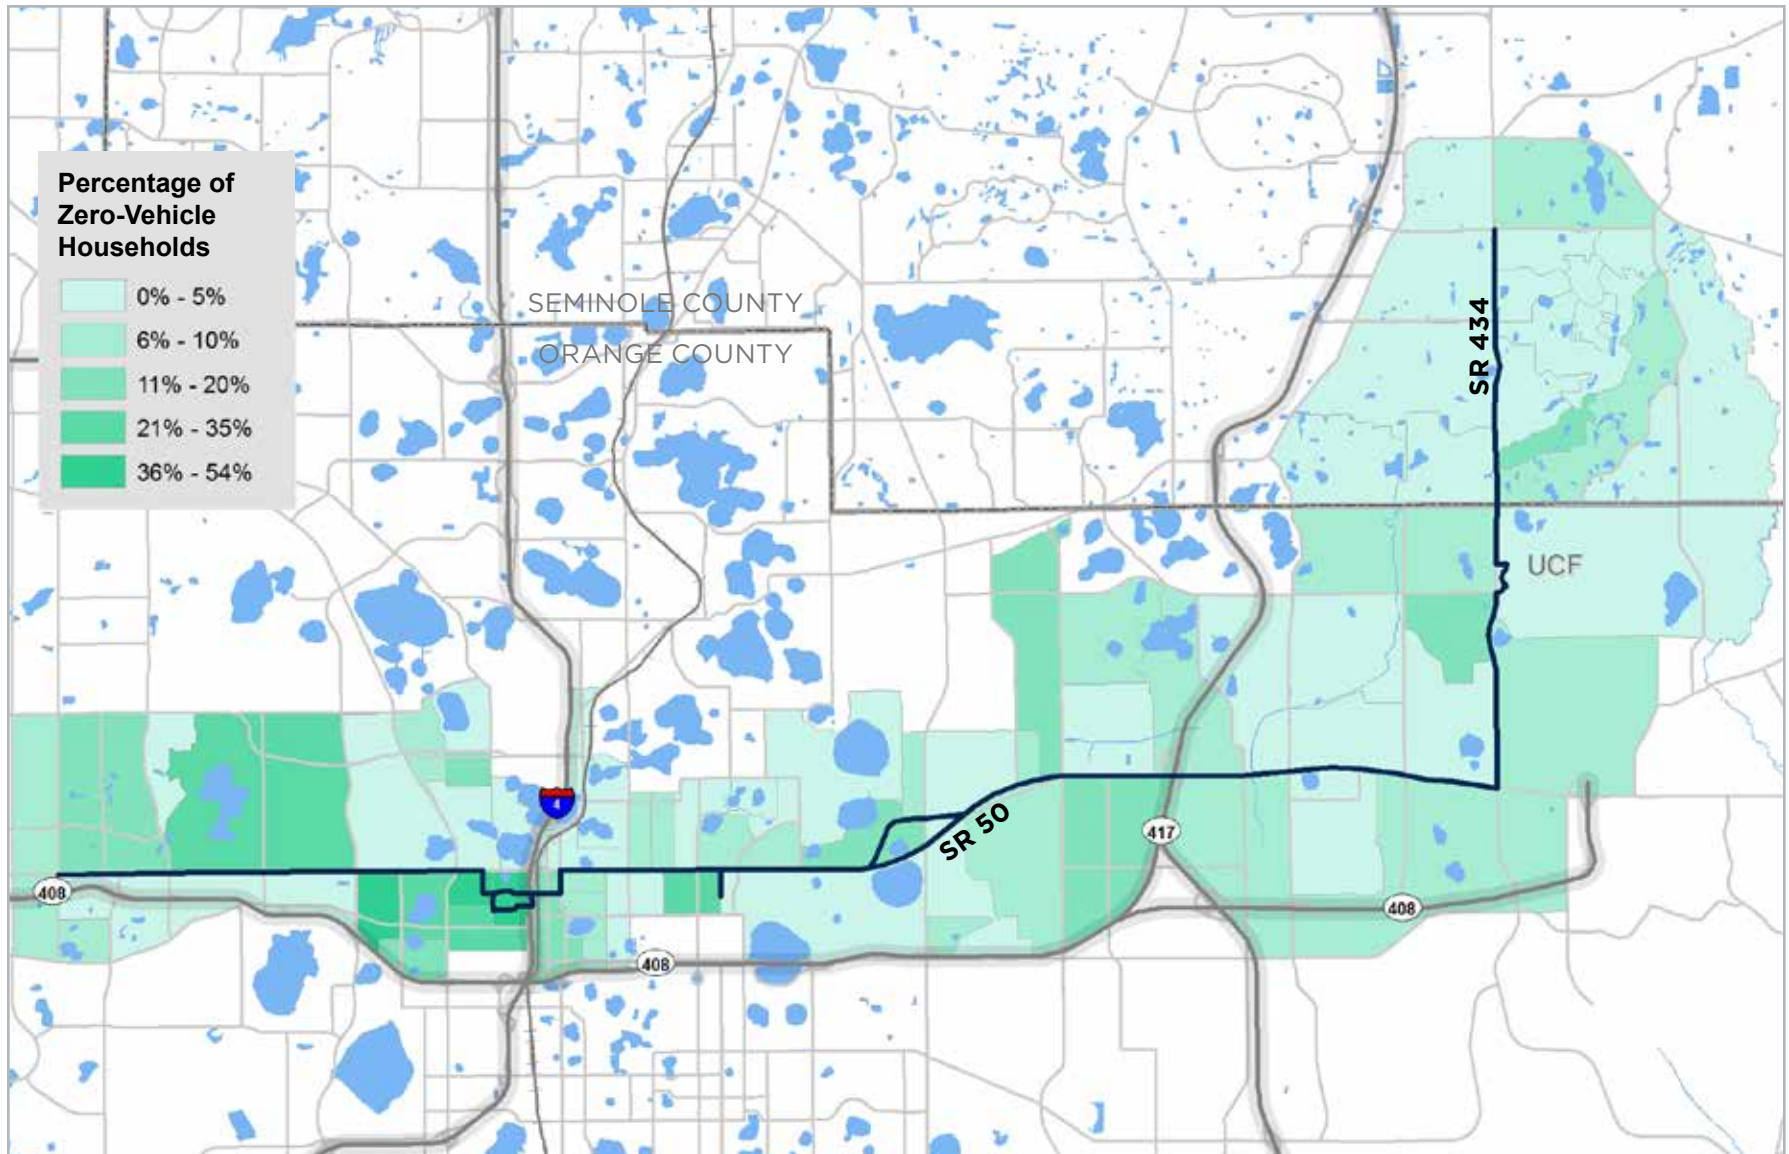 Percentage of
Zero-Vehicle
Households
0% - 5%
6% - 10%
11% - 20%
21% - 35%
36% - 54%
SEMINOLE COUNTY
ORANGE COUNTY
SR 434
UCF
4
SR 50
417
408
408
408